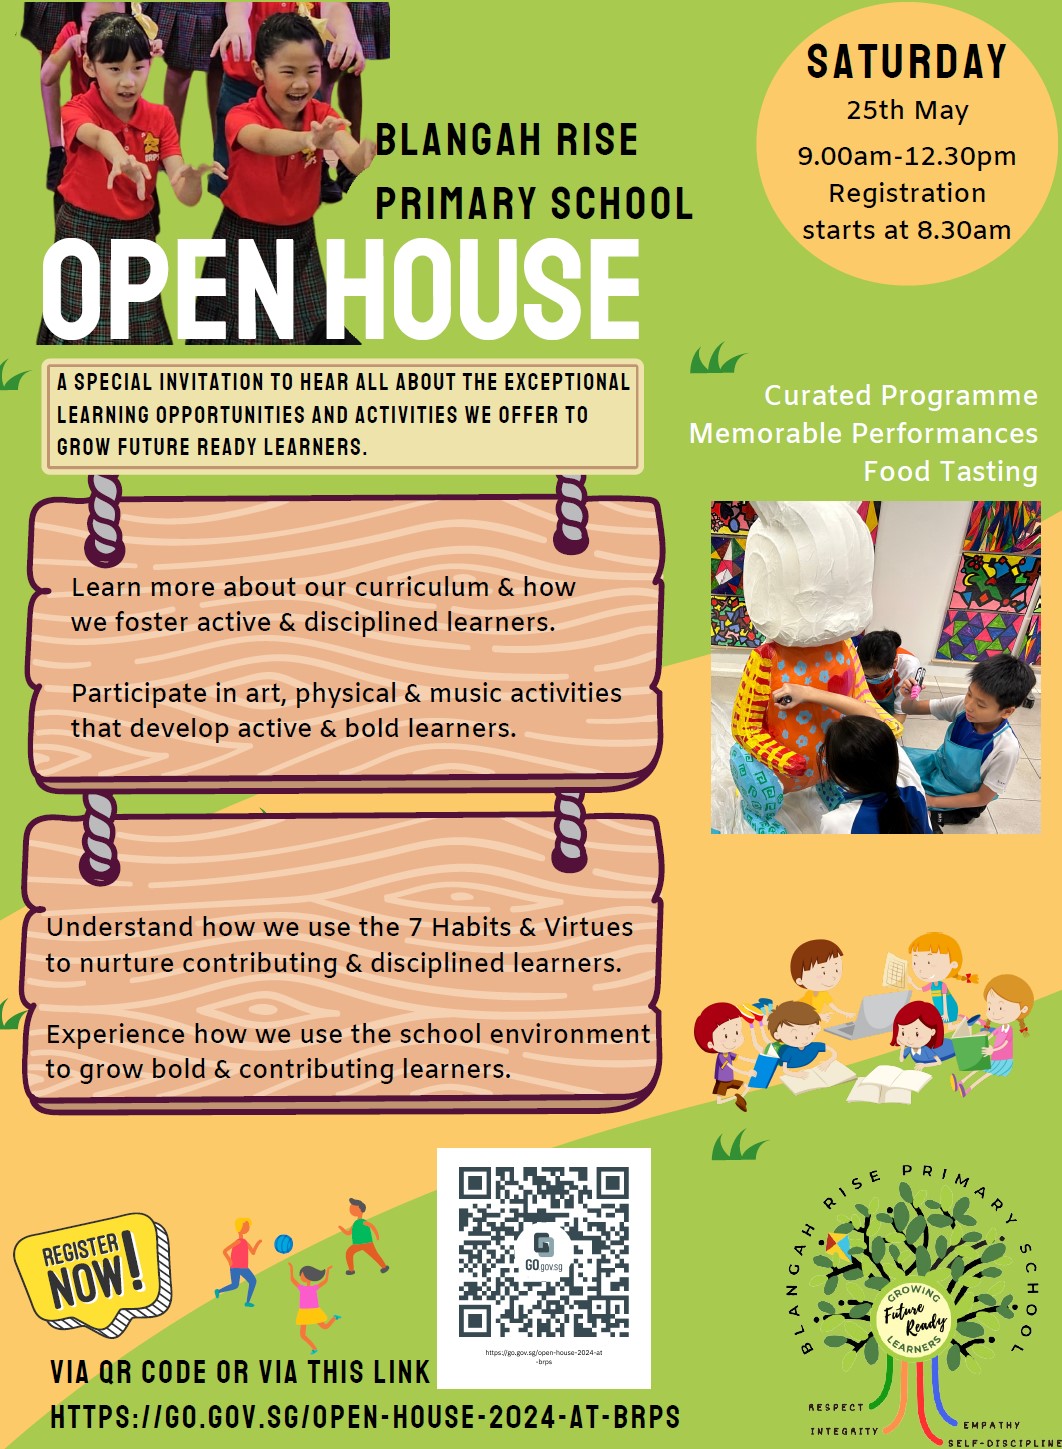 SATURDAY
25th May
9.00am-12.30pm
Registration
starts at 8.30am
BLANGAH RISE
PRIMARY SCHOOL
OPEN HOUSE
A SPECIAL INVITATION TO HEAR ALL ABOUT THE EXCEPTIONAL
LEARNING OPPORTUNITIES AND ACTIVITIES WE OFFER TO
GROW FUTURE READY LEARNERS.
Curated Programme
Memorable Performances
Food Tasting
Learn more about our curriculum & how
we foster active & disciplined learners.
Participate in art, physical & music activities
that develop active & bold learners.
Understand how we use the 7 Habits & Virtues
to nurture contributing & disciplined learners.
Experience how we use the school environment
to grow bold & contributing learners.
REGISTER
NOW!
GO.gov.sg
https://go.gov.sg/open-house-2024-at
-brps
VIA QR CODE OR VIA THIS LINK
HTTPS://GO.GOV.SG/OPEN-HOUSE-2024-AT-BRPS
BLANGAH RISE PRIMARY SCHOOL
GROWING
Future
Ready
LEARNERS
RESPECT
INTEGRITY
EMPATHY
SELF-DISCIPLINE